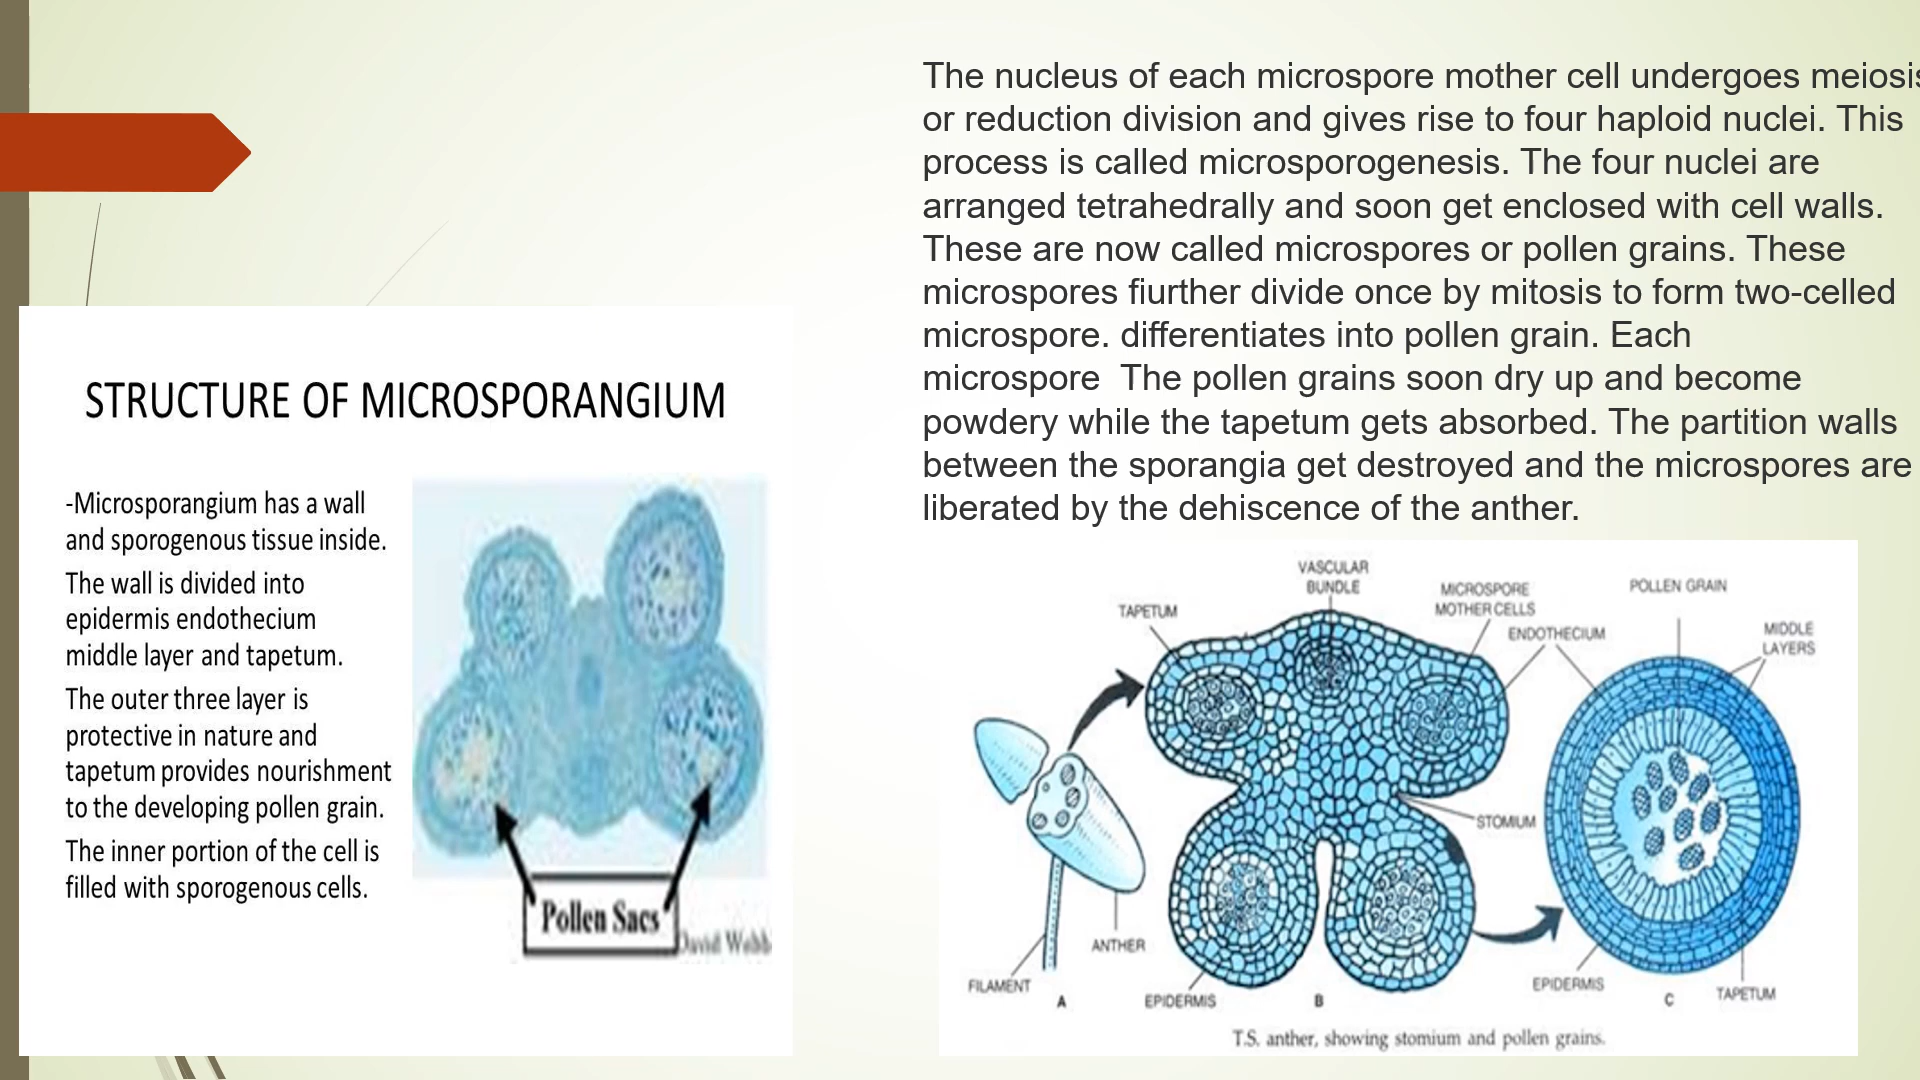 The nucleus of each microspore mother cell undergoes meiosis
or reduction division and gives rise to four haploid nuclei. This
process is called microsporogenesis. The four nuclei are
arranged tetrahedrally and soon get enclosed with cell walls.
These are now called microspores or pollen grains. These
microspores fiurther divide once by mitosis to form two-celled
microspore. differentiates into pollen grain. Each
microspore  The pollen grains soon dry up and become
powdery while the tapetum gets absorbed. The partition walls
between the sporangia get destroyed and the microspores are
liberated by the dehiscence of the anther.
STRUCTURE OF MICROSPORANGIUM
-Microsporangium has a wall
and sporogenous tissue inside.
The wall is divided into
epidermis endothecium
middle layer and tapetum.
The outer three layer is
protective in nature and
tapetum provides nourishment
to the developing pollen grain.
The inner portion of the cell is
filled with sporogenous cells.
Pollen Sacs
David Webb
VASCULAR
BUNDLE
TAPETUM
MICROSPORE
MOTHER CELLS
ENDOTHECIUM
POLLEN GRAIN
MIDDLE
LAYERS
STOMIUM
ANTHER
FILAMENT
A
EPIDERMIS
B
EPIDERMIS
C
TAPETUM
T.S. anther, showing stomium and pollen grains.